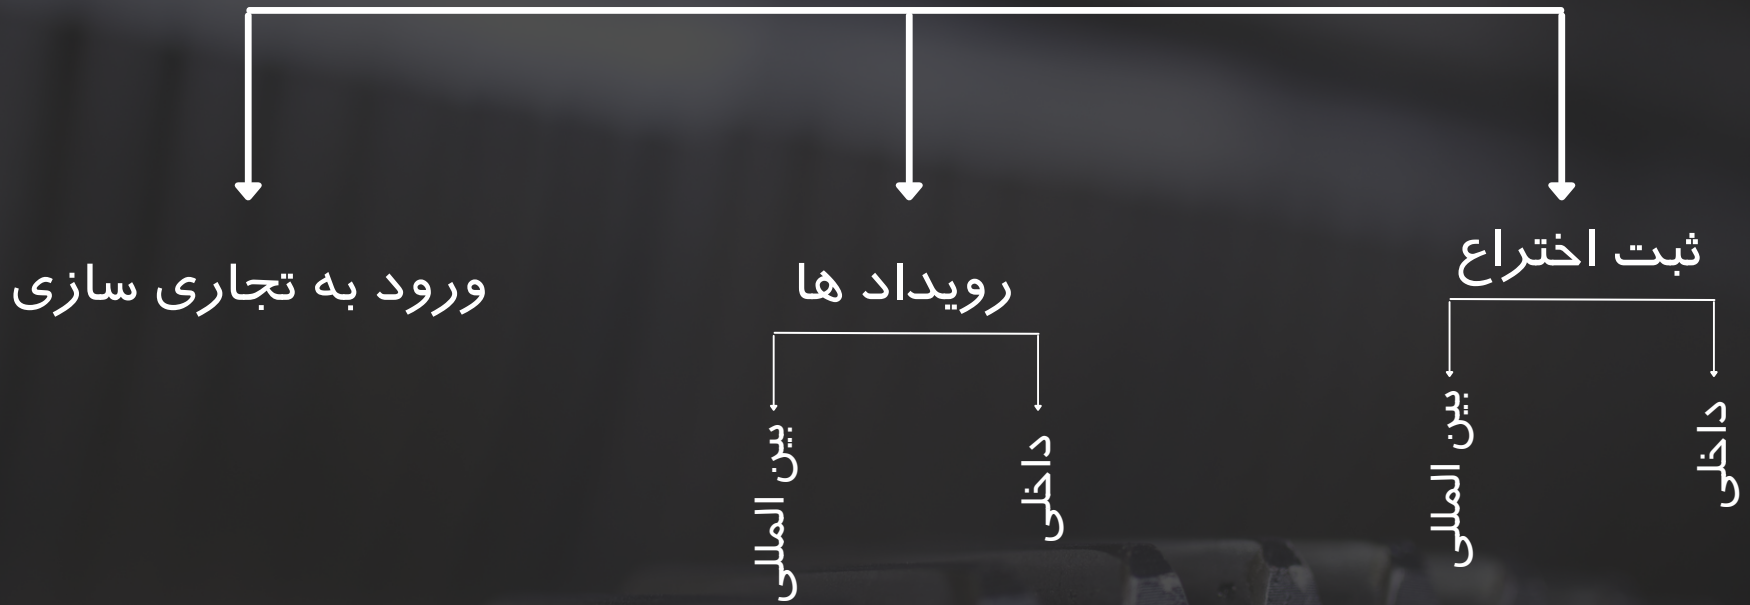 ثبت اختراع
داخلی
بین المللی
رویداد ها
داخلی
بین المللی
ورود به تجاری سازی